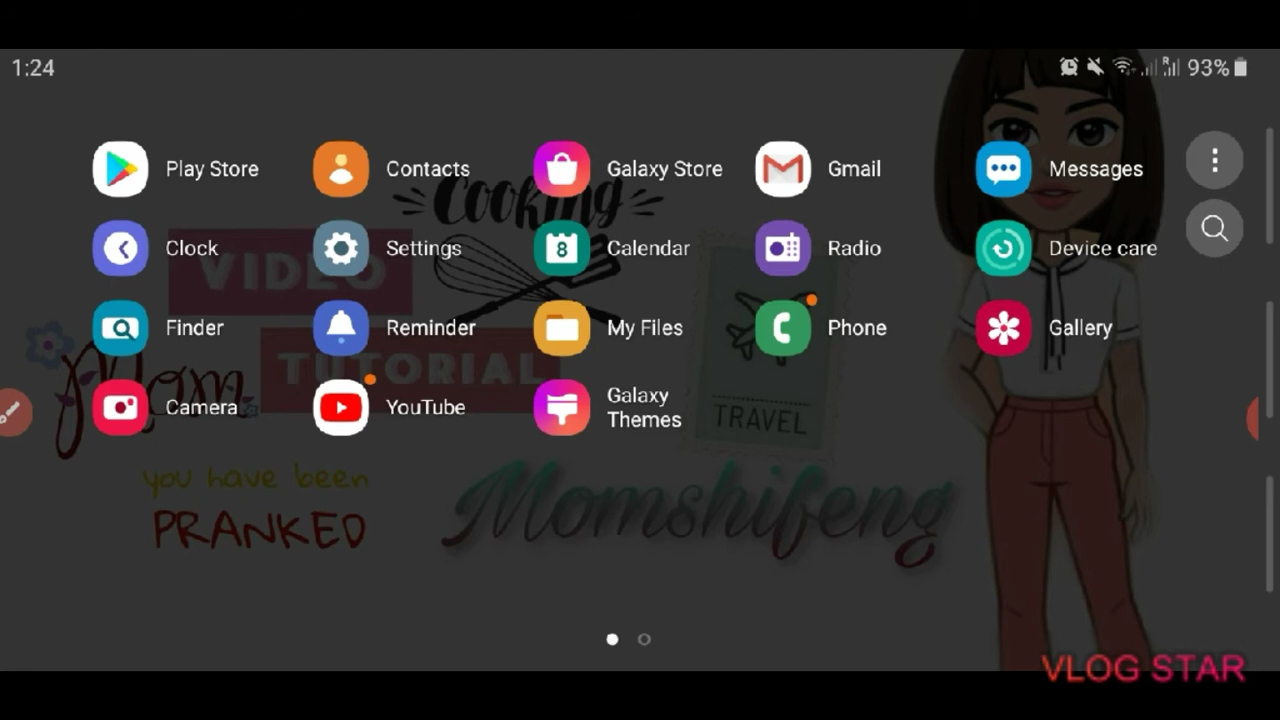 1:24
93%
Play Store
Contacts
Galaxy Store
Gmail
Messages
Clock
Settings
Calendar
8
Radio
Device care
Finder
Reminder
My Files
Phone
Gallery
Camera
YouTube
Galaxy
Themes
Cooking
VIDEO
TUTORIAL
Mom
TRAVEL
you have been
PRANKED
Momshifeng
VLOG STAR